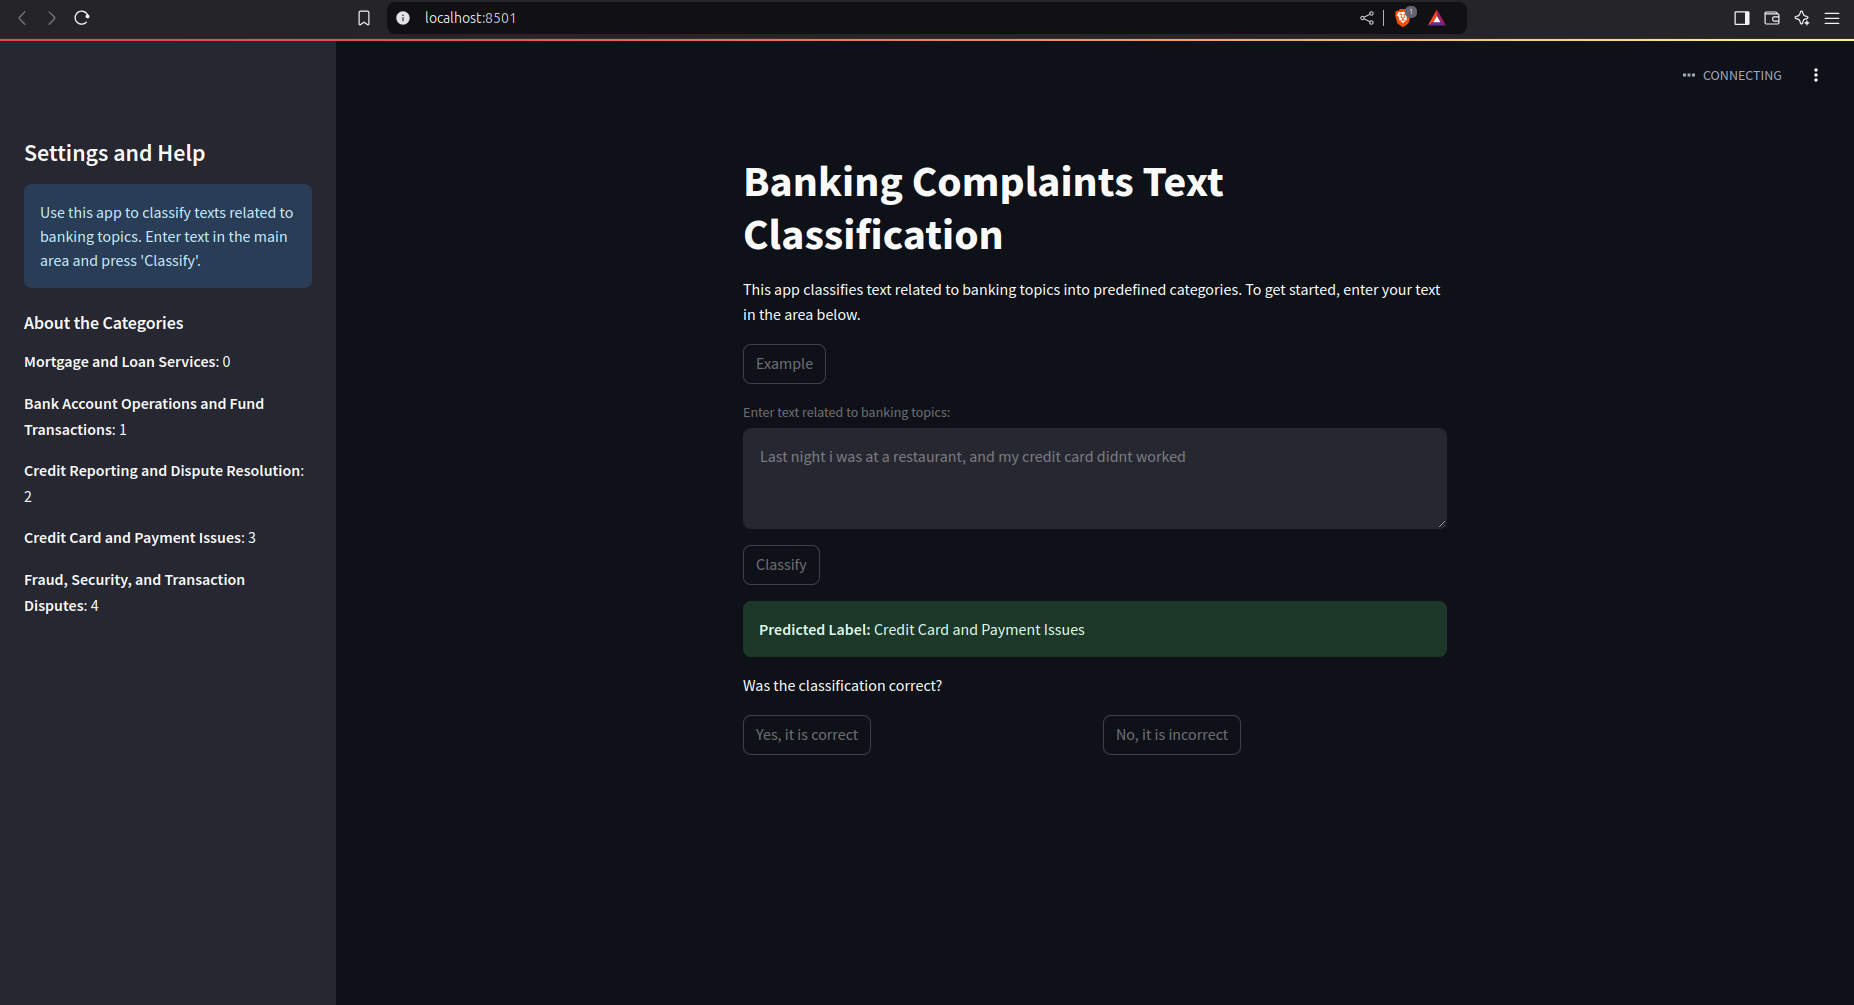 localhost:8501
1
CONNECTING
Settings and Help
Use this app to classify texts related to
banking topics. Enter text in the main
area and press 'Classify'.
About the Categories
Mortgage and Loan Services: 0
Bank Account Operations and Fund
Transactions: 1
Credit Reporting and Dispute Resolution:
2
Credit Card and Payment Issues: 3
Fraud, Security, and Transaction
Disputes: 4
Banking Complaints Text
Classification
This app classifies text related to banking topics into predefined categories. To get started, enter your text
in the area below.
Example
Enter text related to banking topics:
Last night i was at a restaurant, and my credit card didnt worked
Classify
Predicted Label: Credit Card and Payment Issues
Was the classification correct?
Yes, it is correct
No, it is incorrect